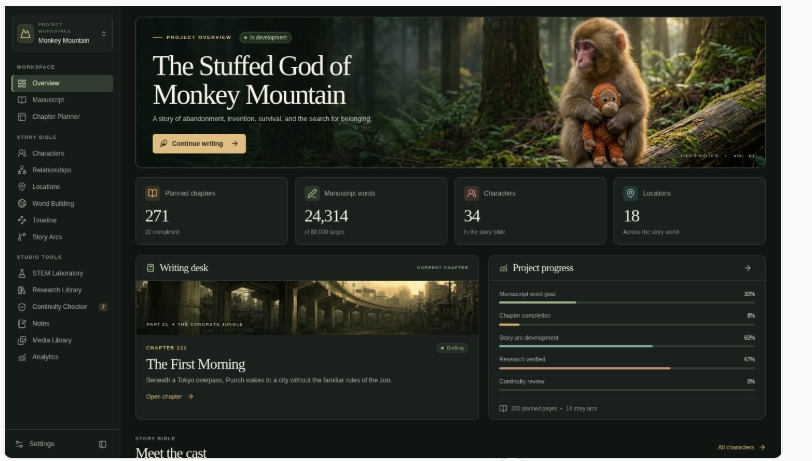 PROJECT WORKSPACE
Monkey Mountain
WORKSPACE
Overview
Manuscript
Chapter Planner
STORY BIBLE
Characters
Relationships
Locations
World Building
Timeline
Story Arcs
STUDIO TOOLS
STEM Laboratory
Research Library
Continuity Checker 7
Notes
Media Library
Analytics
Settings
PROJECT OVERVIEW
In development
The Stuffed God of
Monkey Mountain
A story of abandonment, invention, survival, and the search for belonging.
Continue writing
FIELD NOTES / VOL. 01
Planned chapters
271
22 completed
Manuscript words
24,314
of 80,000 target
Characters
34
In the story bible
Locations
18
Across the story world
Writing desk
CURRENT CHAPTER
PART 21 • THE CONCRETE JUNGLE
CHAPTER 221
Drafting
The First Morning
Beneath a Tokyo overpass, Punch wakes to a city without the familiar rules of the zoo.
Open chapter
Project progress
Manuscript word goal 30%
Chapter completion 8%
Story arc development 60%
Research verified 67%
Continuity review 0%
320 planned pages • 14 story arcs
STORY BIBLE
Meet the cast
All characters